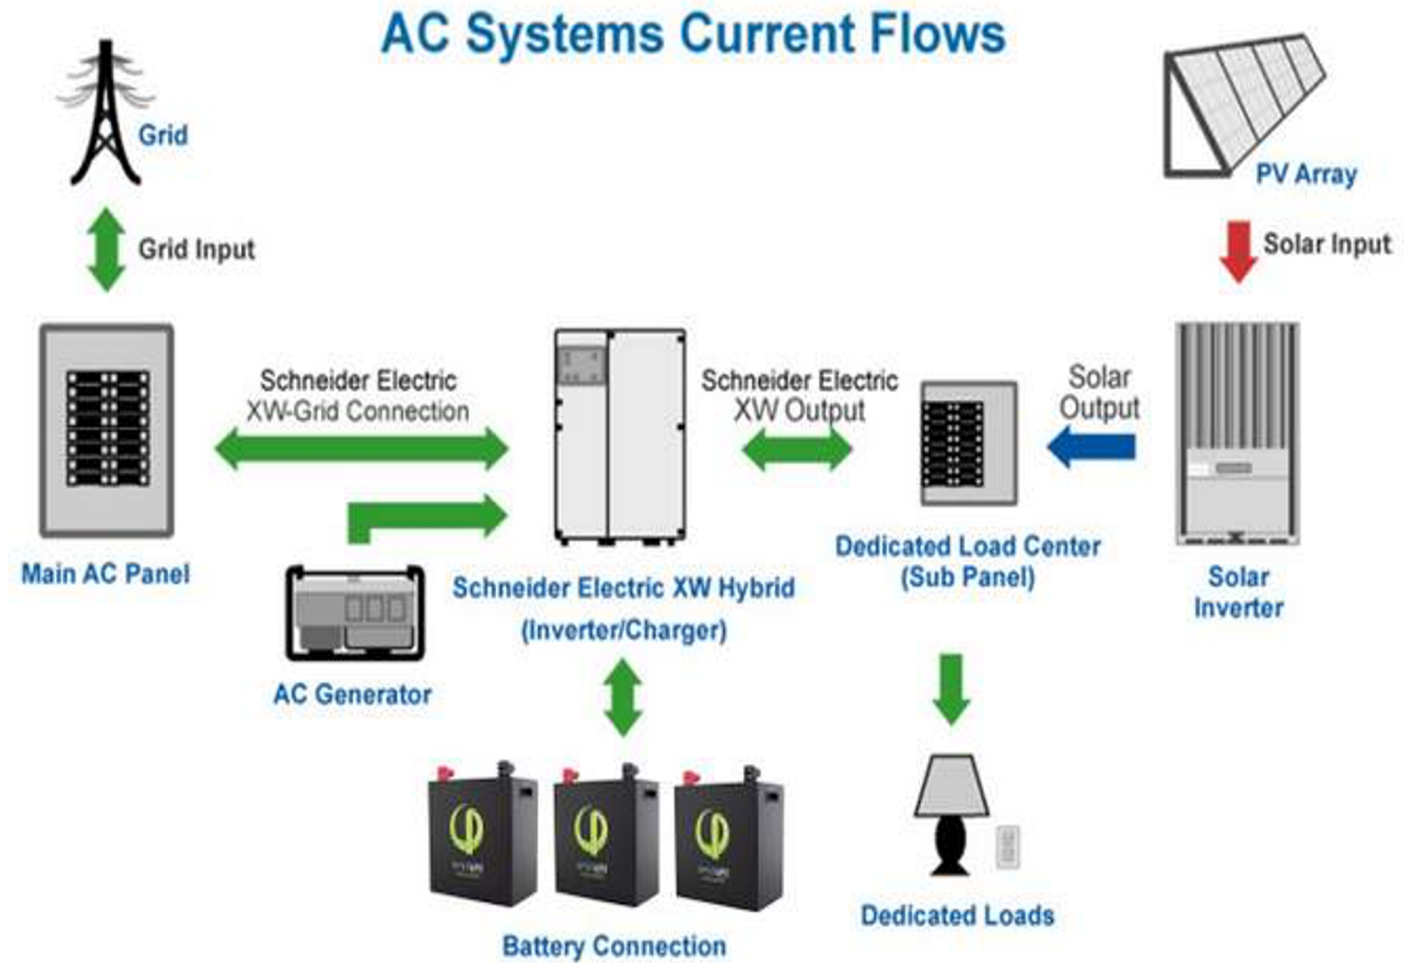 AC Systems Current Flows
Grid
PV Array
Grid Input
Solar Input
Schneider Electric
XW-Grid Connection
Schneider Electric
XW Output
Solar
Output
Main AC Panel
Schneider Electric XW Hybrid
(Inverter/Charger)
Dedicated Load Center
(Sub Panel)
Solar
Inverter
AC Generator
Dedicated Loads
Battery Connection